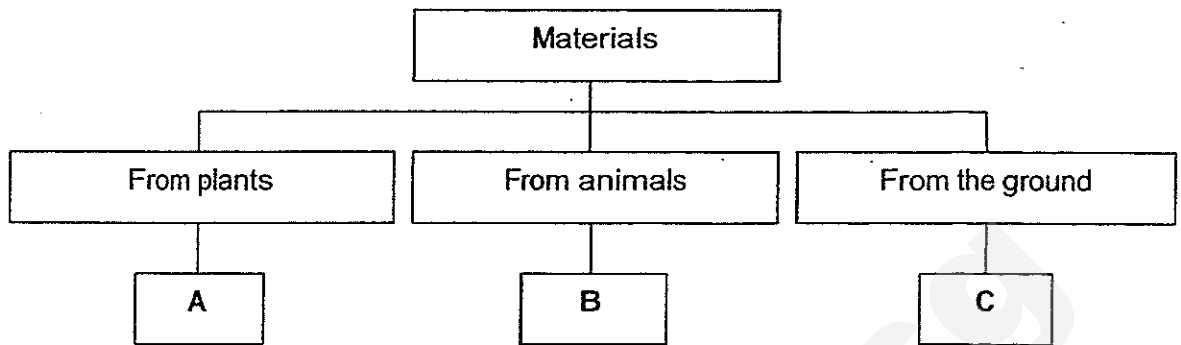 Materials
From plants
From animals
From the ground
A
B
C